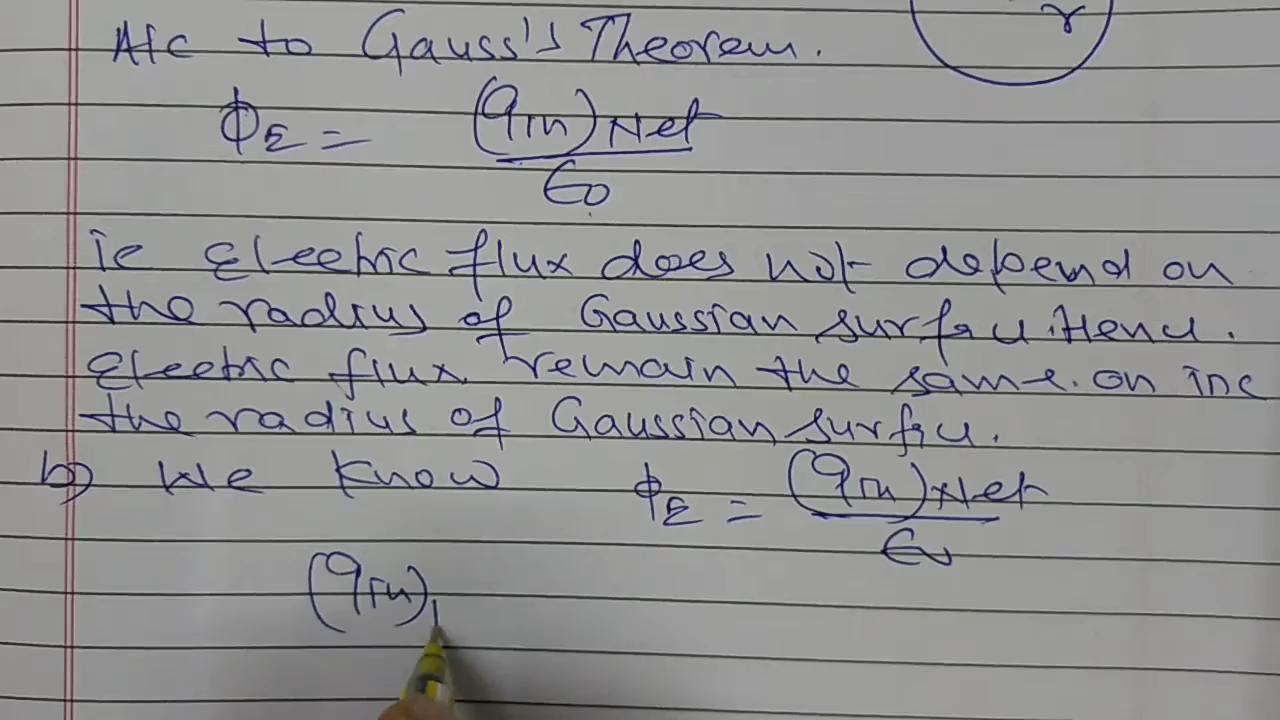 r
A/c to Gauss's Theorem.
ΦE = (qin)Net
ϵ0
ie Electric flux does not depend on
the radius of Gaussian surface. Hence.
Electric flux remain the same on inc
the radius of Gaussian surface.
b) We know ΦE = (qin)Net
ϵ0
(qin)